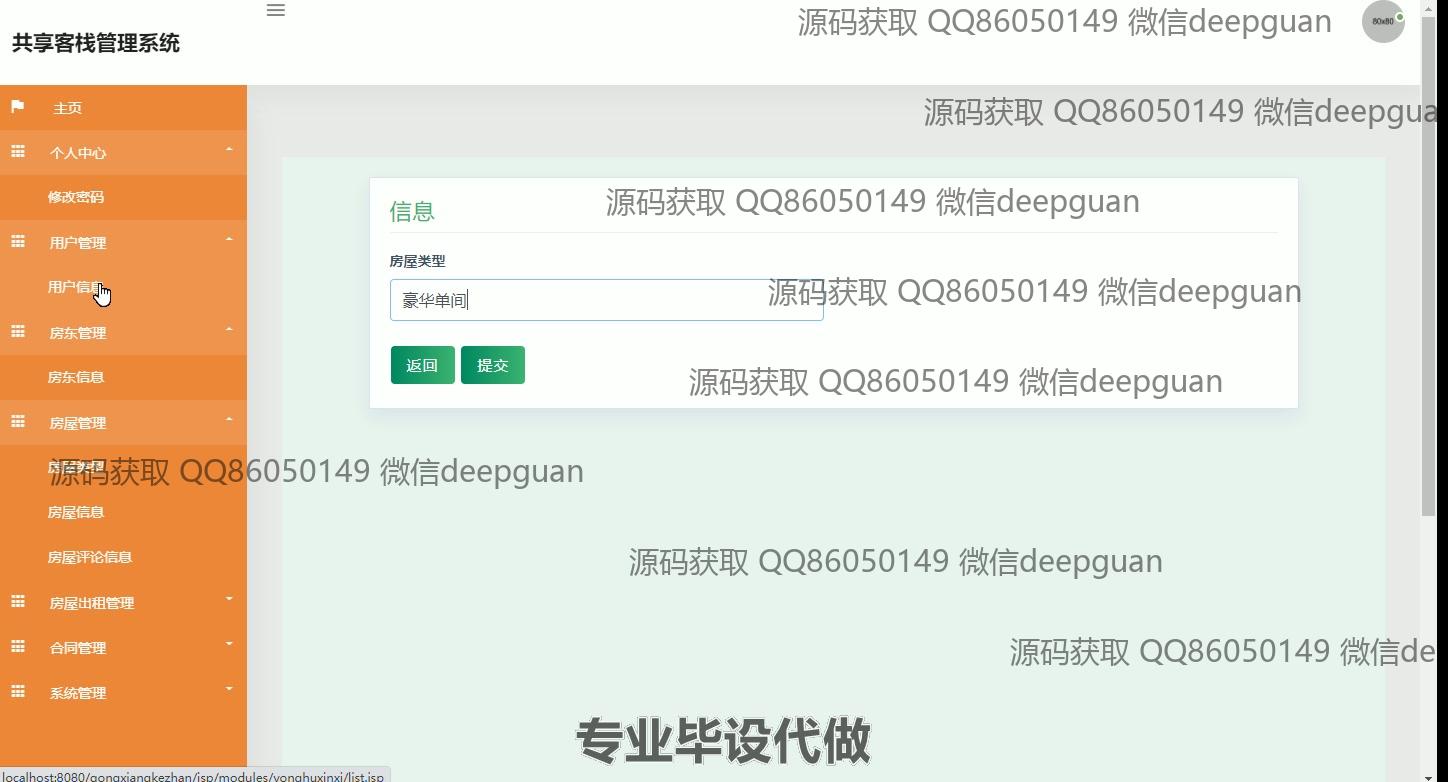 源码获取 QQ86050149 微信deepguan
80x80
共享客栈管理系统
主页
源码获取 QQ86050149 微信deepgua
个人中心
修改密码
信息
源码获取 QQ86050149 微信deepguan
用户管理
房屋类型
用户信息
豪华单间
源码获取 QQ86050149 微信deepguan
房东管理
返回
提交
房东信息
源码获取 QQ86050149 微信deepguan
房屋管理
源码获取 QQ86050149 微信deepguan
房屋信息
房屋评论信息
源码获取 QQ86050149 微信deepguan
房屋出租管理
合同管理
源码获取 QQ86050149 微信de
系统管理
专业毕设代做
localhost:8080/gongxiangkezhan/jsp/modules/yonghuxinxi/list.jsp